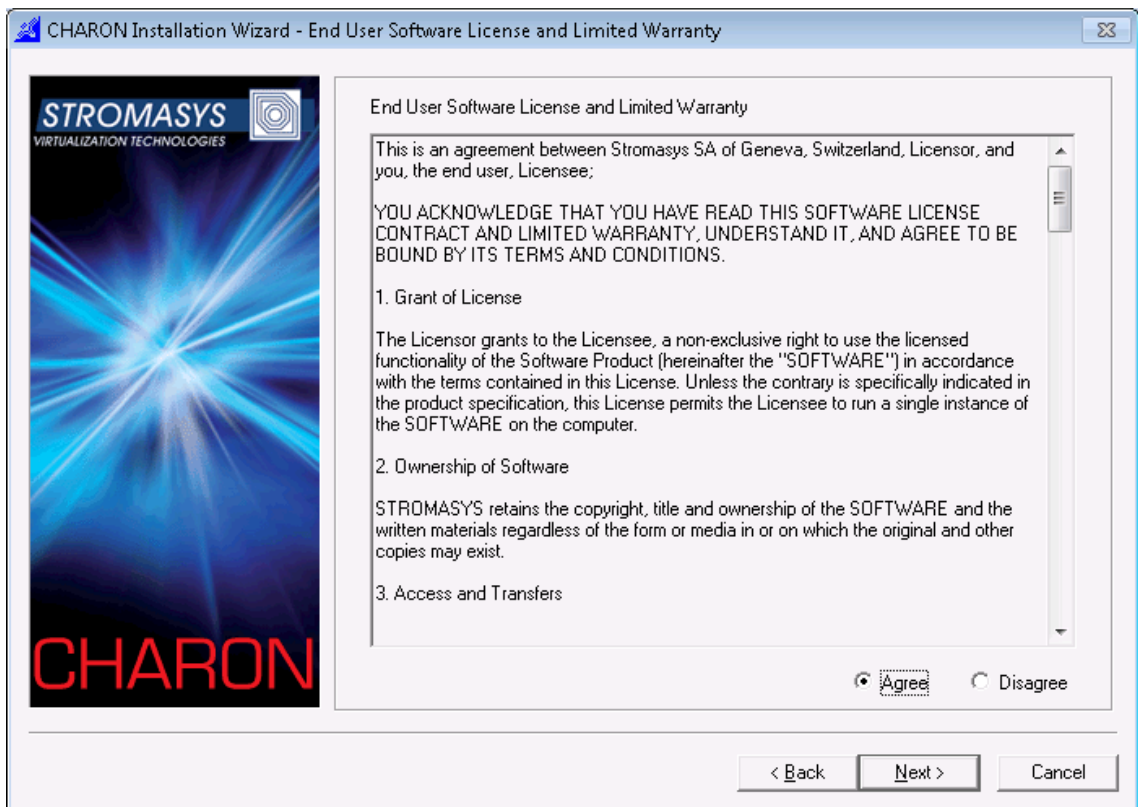 CHARON Installation Wizard - End User Software License and Limited Warranty
STROMASYS
VIRTUALIZATION TECHNOLOGIES
CHARON
End User Software License and Limited Warranty
This is an agreement between Stromasys SA of Geneva, Switzerland, Licensor, and
you, the end user, Licensee;
YOU ACKNOWLEDGE THAT YOU HAVE READ THIS SOFTWARE LICENSE
CONTRACT AND LIMITED WARRANTY, UNDERSTAND IT, AND AGREE TO BE
BOUND BY ITS TERMS AND CONDITIONS.
1. Grant of License
The Licensor grants to the Licensee, a non-exclusive right to use the licensed
functionality of the Software Product (hereinafter the "SOFTWARE") in accordance
with the terms contained in this License. Unless the contrary is specifically indicated in
the product specification, this License permits the Licensee to run a single instance of
the SOFTWARE on the computer.
2. Ownership of Software
STROMASYS retains the copyright, title and ownership of the SOFTWARE and the
written materials regardless of the form or media in or on which the original and other
copies may exist.
3. Access and Transfers
Agree Disagree
< Back Next > Cancel